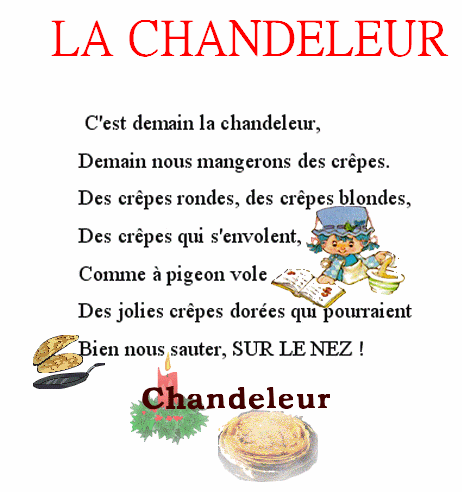 LA CHANDELEUR
C'est demain la chandeleur,
Demain nous mangerons des crêpes.
Des crêpes rondes, des crêpes blondes,
Des crêpes qui s'envolent,
Comme à pigeon vole
Des jolies crêpes dorées qui pourraient
Bien nous sauter, SUR LE NEZ !
Chandeleur